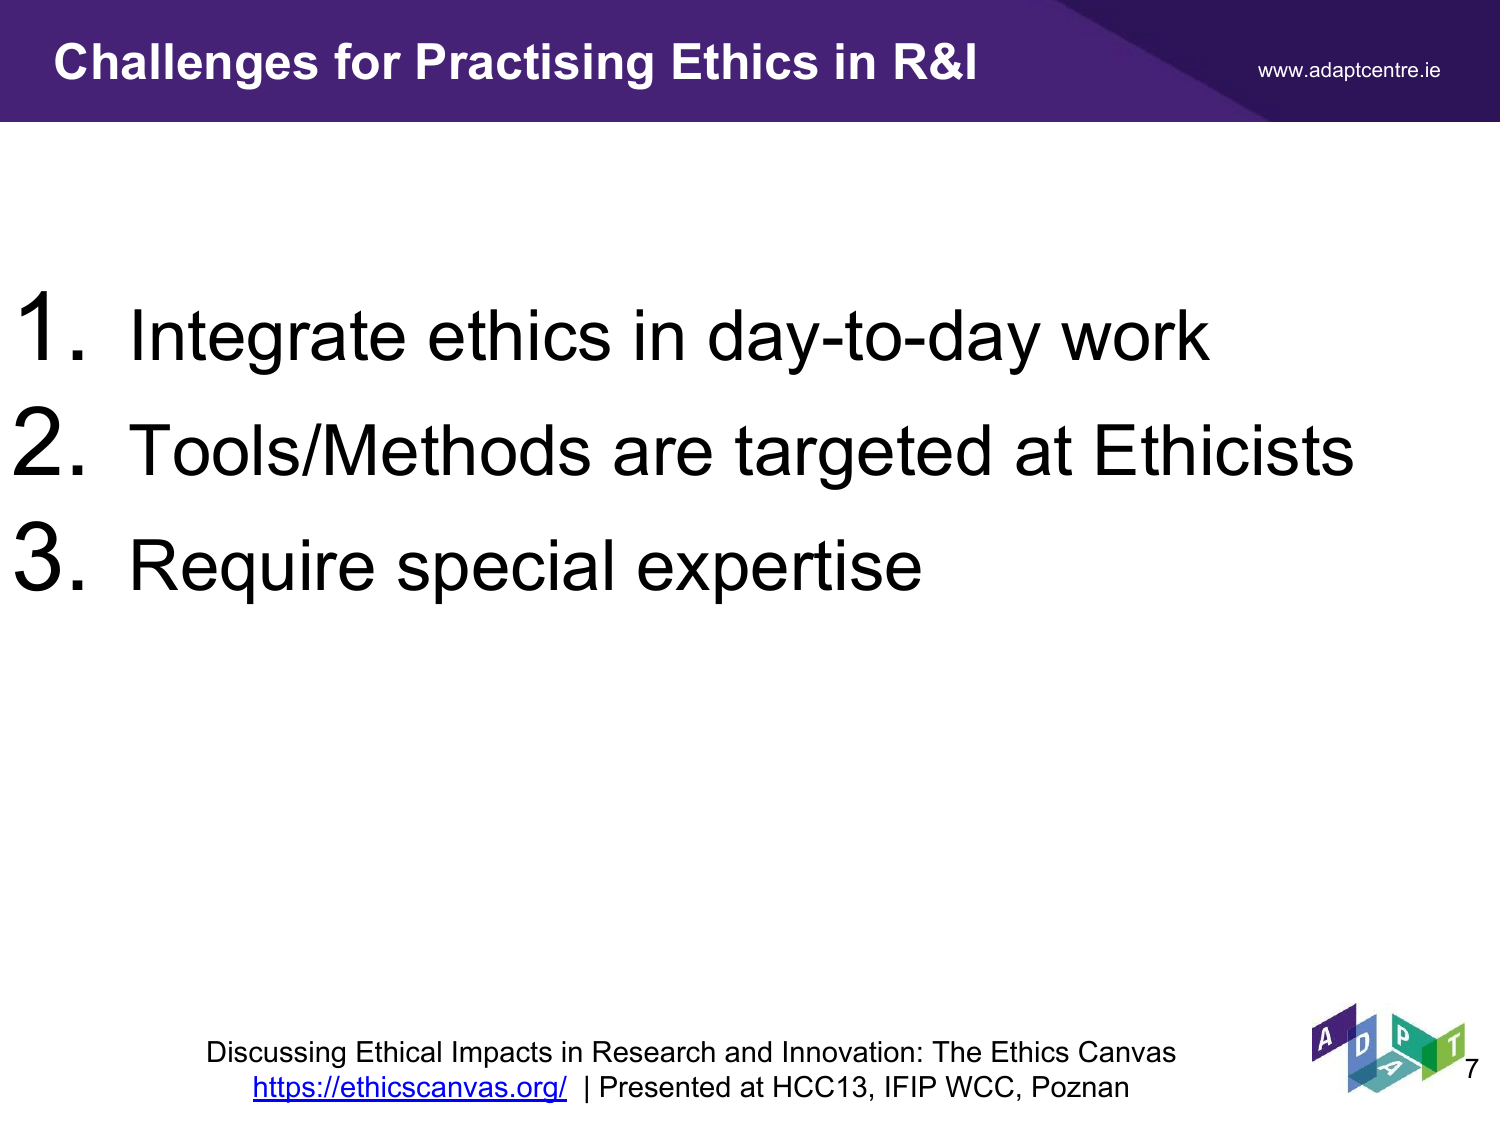 Challenges for Practising Ethics in R&I
www.adaptcentre.ie
1. Integrate ethics in day-to-day work
2. Tools/Methods are targeted at Ethicists
3. Require special expertise
Discussing Ethical Impacts in Research and Innovation: The Ethics Canvas
https://ethicscanvas.org/ | Presented at HCC13, IFIP WCC, Poznan
ADAPT
7